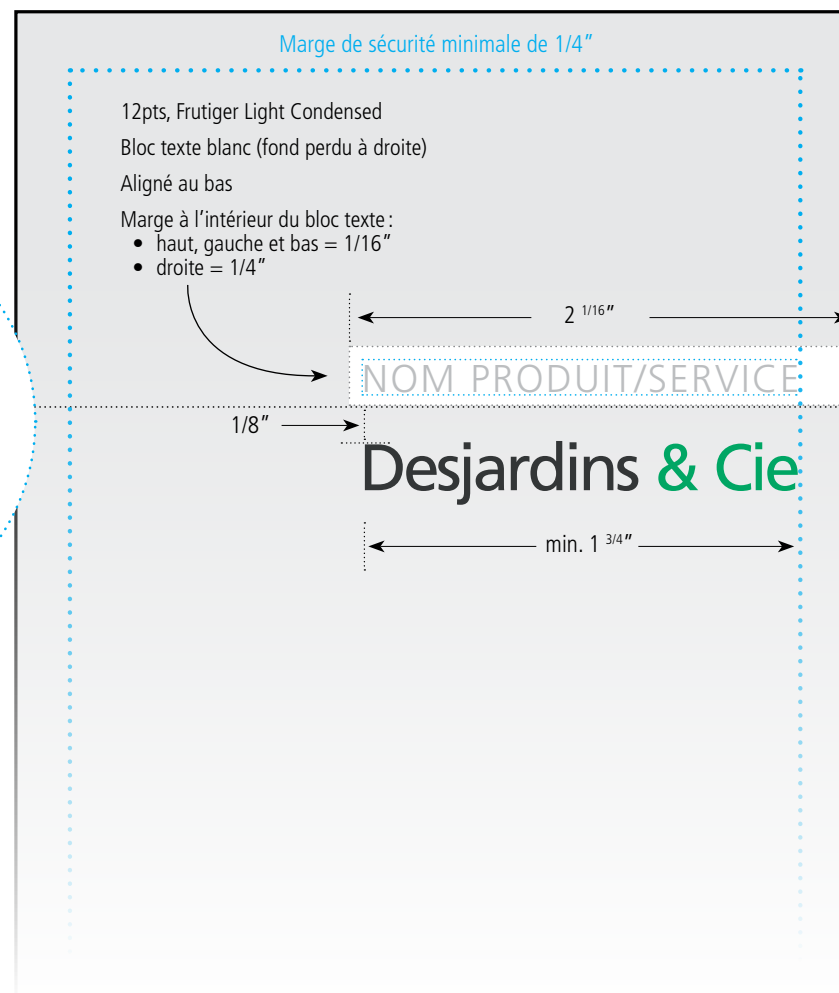 Marge de sécurité minimale de 1/4”
12pts, Frutiger Light Condensed
Bloc texte blanc (fond perdu à droite)
Aligné au bas
Marge à l’intérieur du bloc texte :
• haut, gauche et bas = 1/16”
• droite = 1/4”
2 1/16”
NOM PRODUIT/SERVICE
1/8”
Desjardins & Cie
min. 1 3/4”